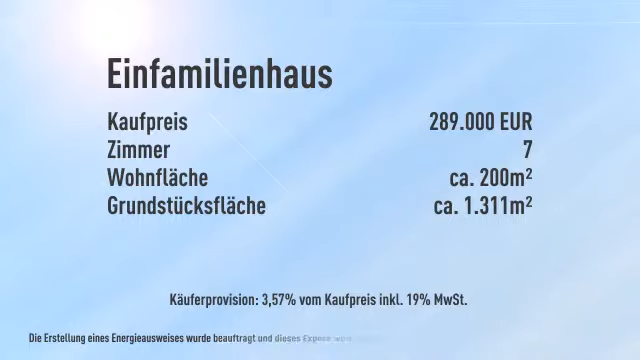 Einfamilienhaus
Kaufpreis 289.000 EUR
Zimmer 7
Wohnfläche ca. 200m²
Grundstücksfläche ca. 1.311m²
Käuferprovision: 3,57% vom Kaufpreis inkl. 19% MwSt.
Die Erstellung eines Energieausweises wurde beauftragt und dieses